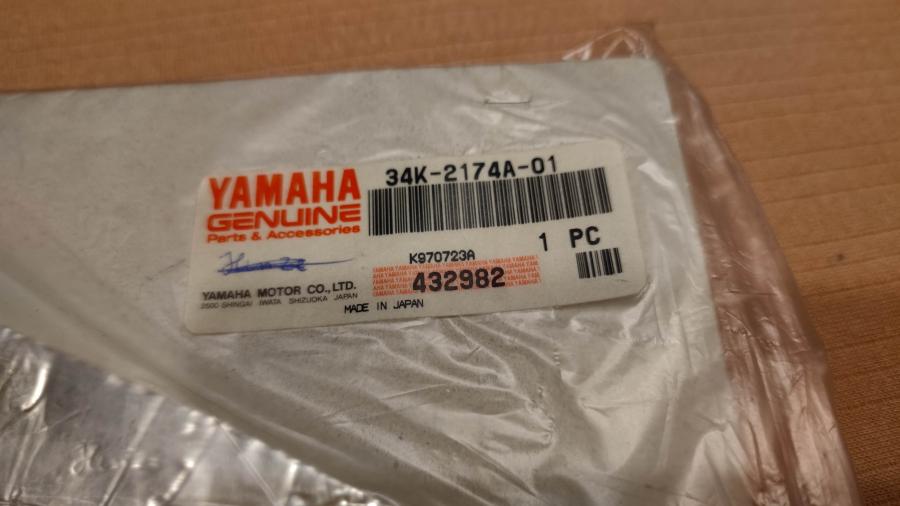 YAMAHA
GENUINE
Parts & Accessories
34K-2174A-01
1 PC
K970723A
432982
YAMAHA MOTOR CO., LTD.
2500-SHINGAI IWATA SHIZUOKA JAPAN
MADE IN JAPAN